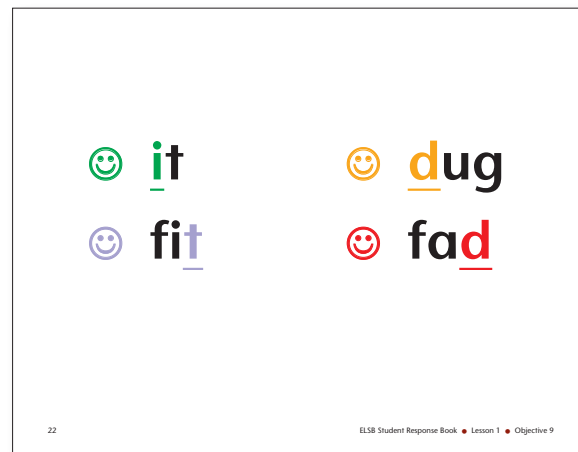 it
dug
fit
fad
22
ELSB Student Response Book ● Lesson 1 ● Objective 9